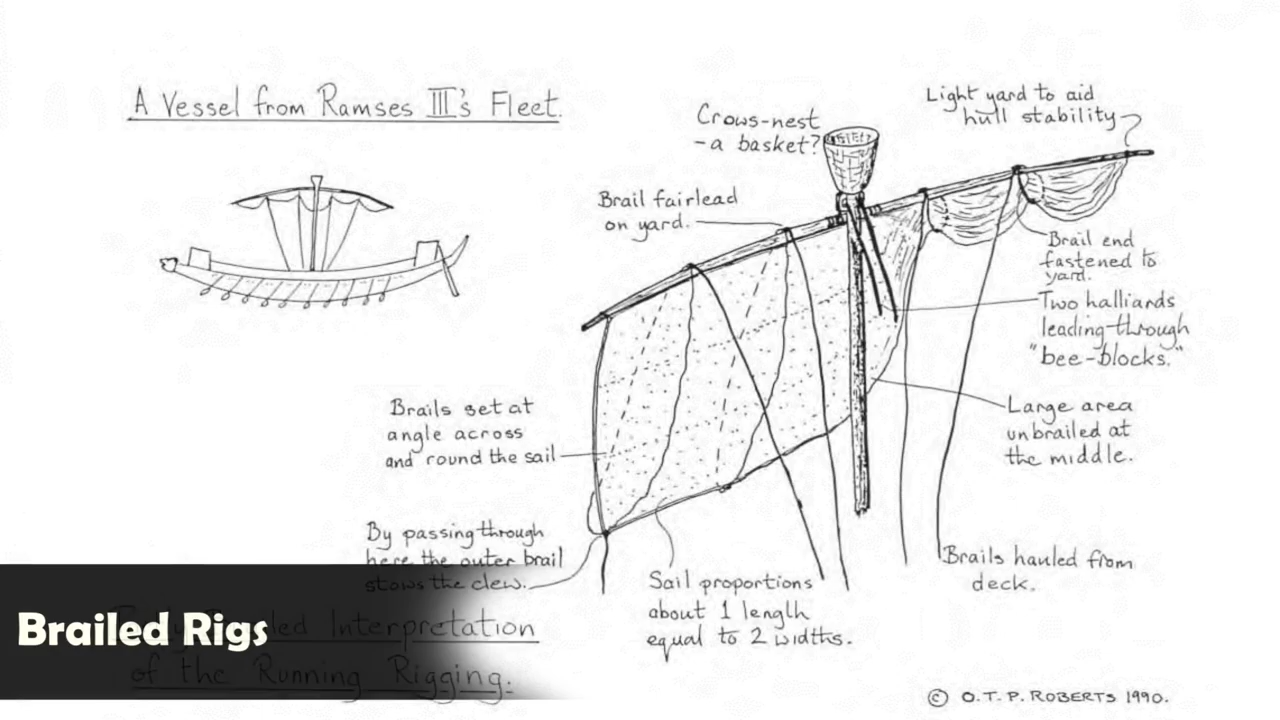 A Vessel from Ramses III's Fleet.
Crows-nest
-a basket?
Light yard to aid
hull stability
Brail fairlead
on yard.
Brail end
fastened to
yard.
Two halliards
leading through
"bee-blocks."
Brails set at
angle across
and round the sail
Large area
unbrailed at
the middle.
By passing through
here the outer brail
stows the clew.
Sail proportions
about 1 length
equal to 2 widths.
Brails hauled from
deck.
Brailed Rigs
Interpretation
of the Running Rigging.
© O.T.P. ROBERTS 1990.